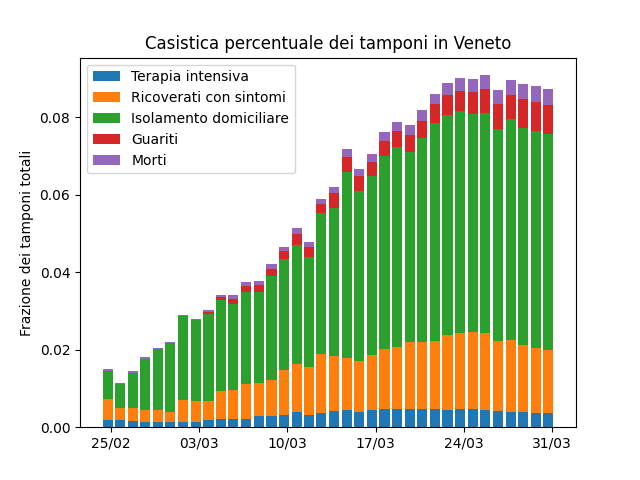 Casistica percentuale dei tamponi in Veneto
Terapia intensiva
Ricoverati con sintomi
Isolamento domiciliare
Guariti
Morti
Frazione dei tamponi totali
0.08
0.06
0.04
0.02
0.00
25/02
03/03
10/03
17/03
24/03
31/03